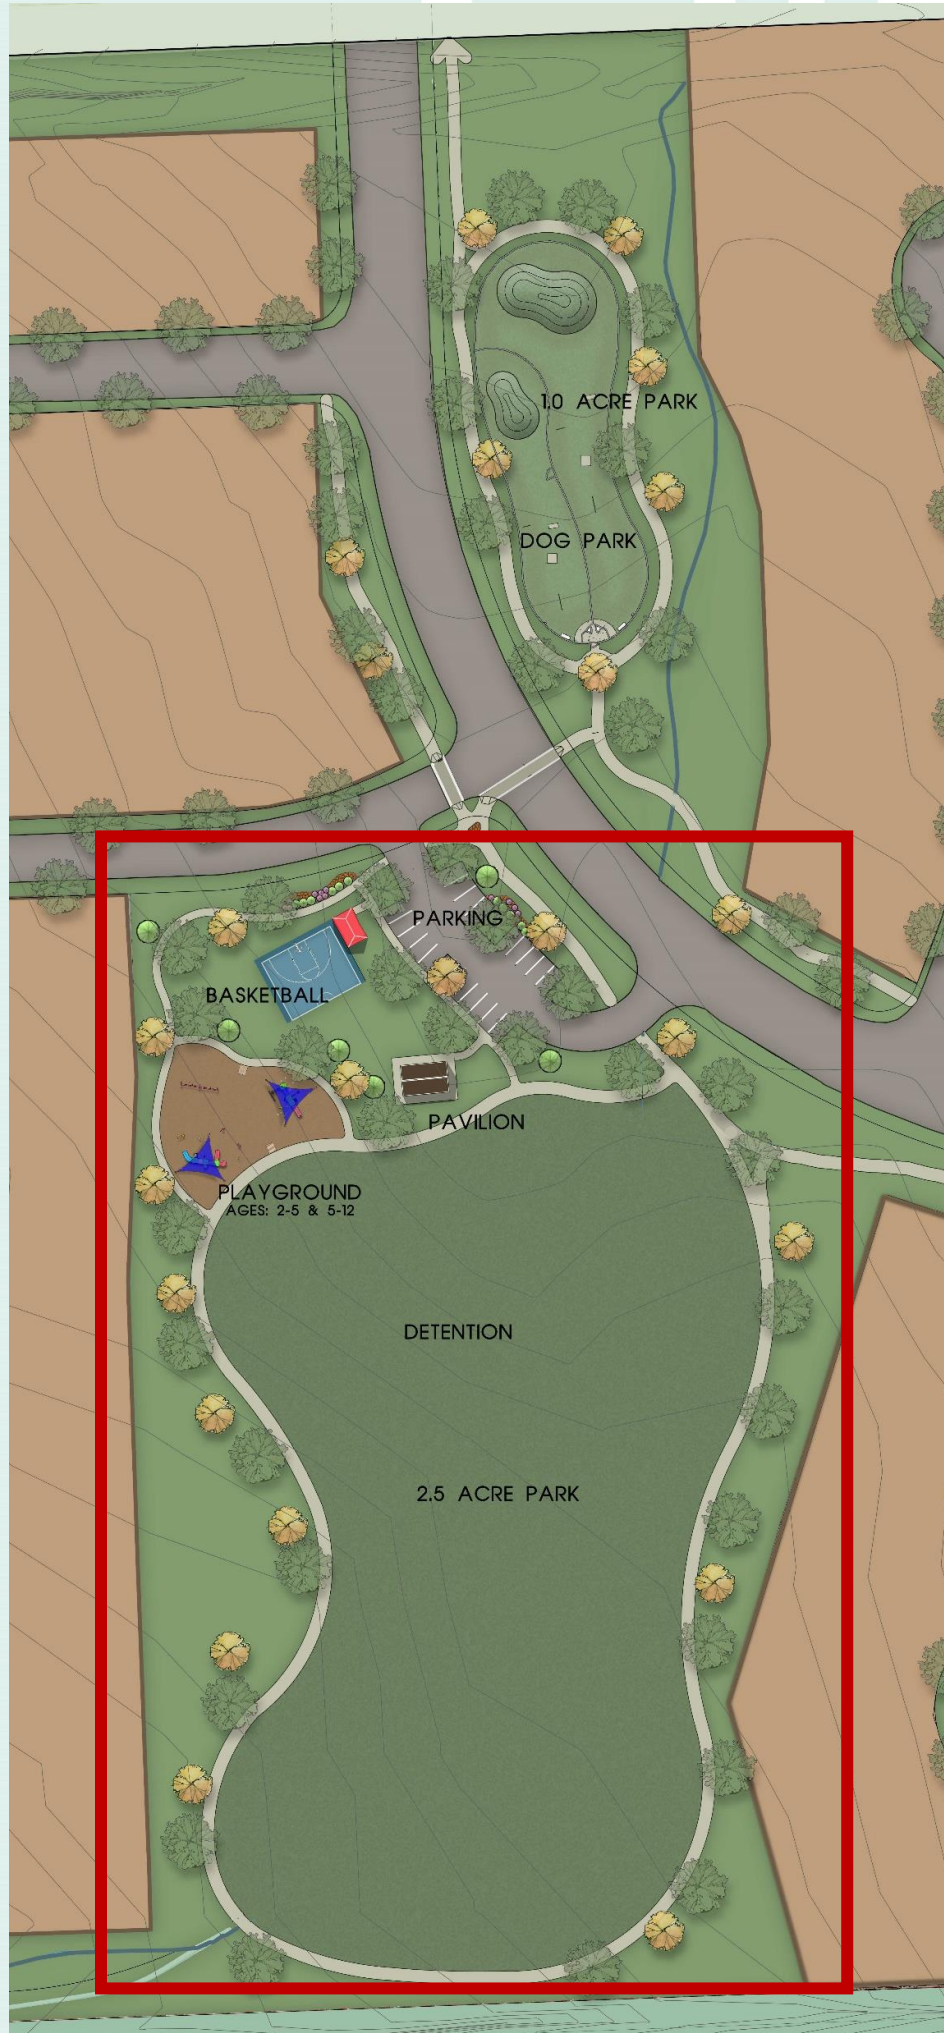 1.0 ACRE PARK
DOG PARK
PARKING
BASKETBALL
PAVILION
PLAYGROUND
AGES: 2-5 & 5-12
DETENTION
2.5 ACRE PARK